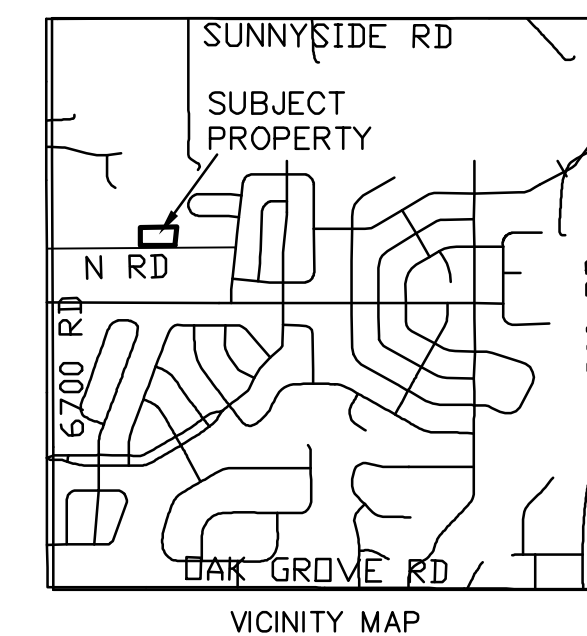 SUNNYSIDE RD
SUBJECT
PROPERTY
N RD
6700 RD
OAK GROVE RD
VICINITY MAP